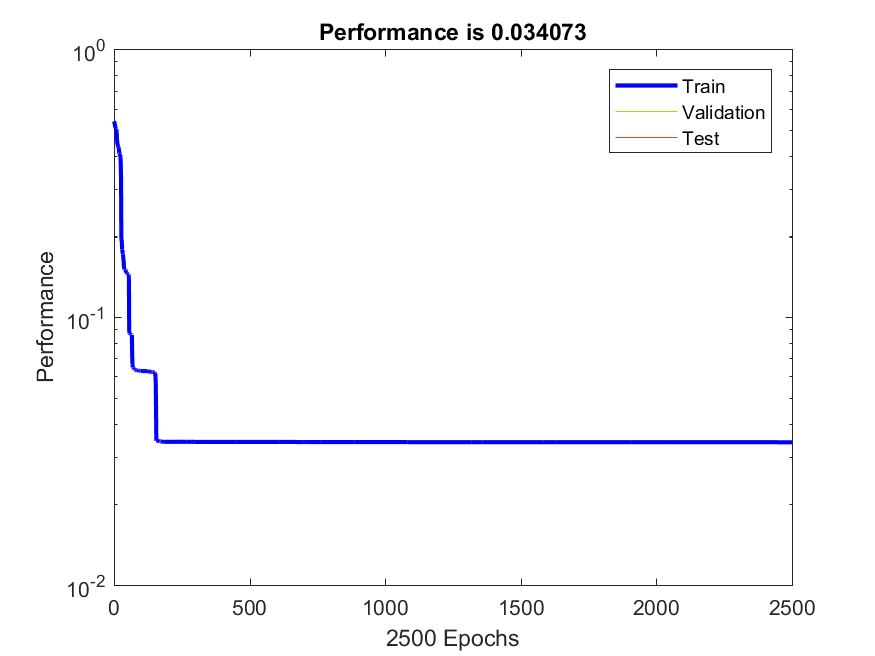 Performance is 0.034073
10^0
Train
Validation
Test
Performance
10^-1
10^-2
0 500 1000 1500 2000 2500
2500 Epochs